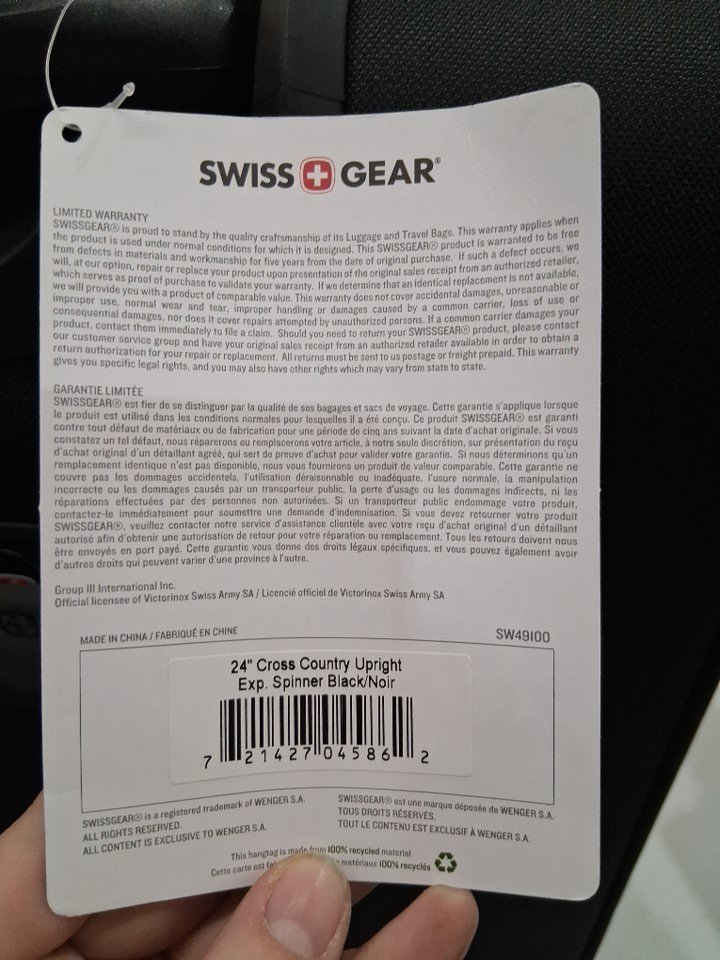 SWISS GEAR®
LIMITED WARRANTY
SWISSGEAR® is proud to stand by the quality craftsmanship of its Luggage and Travel Bags. This warranty applies when
the product is used under normal conditions for which it is designed. This SWISSGEAR® product is warranted to be free
from defects in materials and workmanship for five years from the date of original purchase. If such a defect occurs, we
will, at our option, repair or replace your product upon presentation of the original sales receipt from an authorized retailer,
which serves as proof of purchase to validate your warranty. If we determine that an identical replacement is not available,
we will provide you with a product of comparable value. This warranty does not cover accidental damages, unreasonable or
improper use, normal wear and tear, improper handling or damages caused by a common carrier, loss of use or
consequential damages, nor does it cover repairs attempted by unauthorized persons. If a common carrier damages your
product, contact them immediately to file a claim. Should you need to return your SWISSGEAR® product, please contact
our customer service group and have your original sales receipt from an authorized retailer available in order to obtain a
return authorization for your repair or replacement. All returns must be sent to us postage or freight prepaid. This warranty
gives you specific legal rights, and you may also have other rights which may vary from state to state.
GARANTIE LIMITÉE
SWISSGEAR® est fier de se distinguer par la qualité de ses bagages et sacs de voyage. Cette garantie s'applique lorsque
le produit est utilisé dans les conditions normales pour lesquelles il a été conçu. Ce produit SWISSGEAR® est garanti
contre tout défaut de matériaux ou de fabrication pour une période de cinq ans suivant la date d'achat originale. Si vous
constatez un tel défaut, nous réparerons ou remplacerons votre article, à notre seule discrétion, sur présentation du reçu
d'achat original d'un détaillant agréé, qui sert de preuve d'achat pour valider votre garantie. Si nous déterminons qu'un
remplacement identique n'est pas disponible, nous vous fournirons un produit de valeur comparable. Cette garantie ne
couvre pas les dommages accidentels, l'utilisation déraisonnable ou inadéquate, l'usure normale, la manipulation
incorrecte ou les dommages causés par un transporteur public, la perte d'usage ou les dommages indirects, ni les
réparations effectuées par des personnes non autorisées. Si un transporteur public endommage votre produit,
contactez-le immédiatement pour soumettre une demande d'indemnisation. Si vous devez retourner votre produit
SWISSGEAR®, veuillez contacter notre service d'assistance clientèle avec votre reçu d'achat original d'un détaillant
autorisé afin d'obtenir une autorisation de retour pour votre réparation ou remplacement. Tous les retours doivent nous
être envoyés en port payé. Cette garantie vous donne des droits légaux spécifiques, et vous pouvez également avoir
d'autres droits qui peuvent varier d'une province à l'autre.
Group III International Inc.
Official licensee of Victorinox Swiss Army SA / Licencié officiel de Victorinox Swiss Army SA
MADE IN CHINA / FABRIQUÉ EN CHINE
SW49100
24" Cross Country Upright
Exp. Spinner Black/Noir
7 21427 04586 2
SWISSGEAR® is a registered trademark of WENGER S.A.
ALL RIGHTS RESERVED.
ALL CONTENT IS EXCLUSIVE TO WENGER S.A.
SWISSGEAR® est une marque déposée de WENGER S.A.
TOUS DROITS RÉSERVÉS.
TOUT LE CONTENU EST EXCLUSIF À WENGER S.A.
This hangtag is made from 100% recycled material
Cette carte est matériaux 100% recyclés